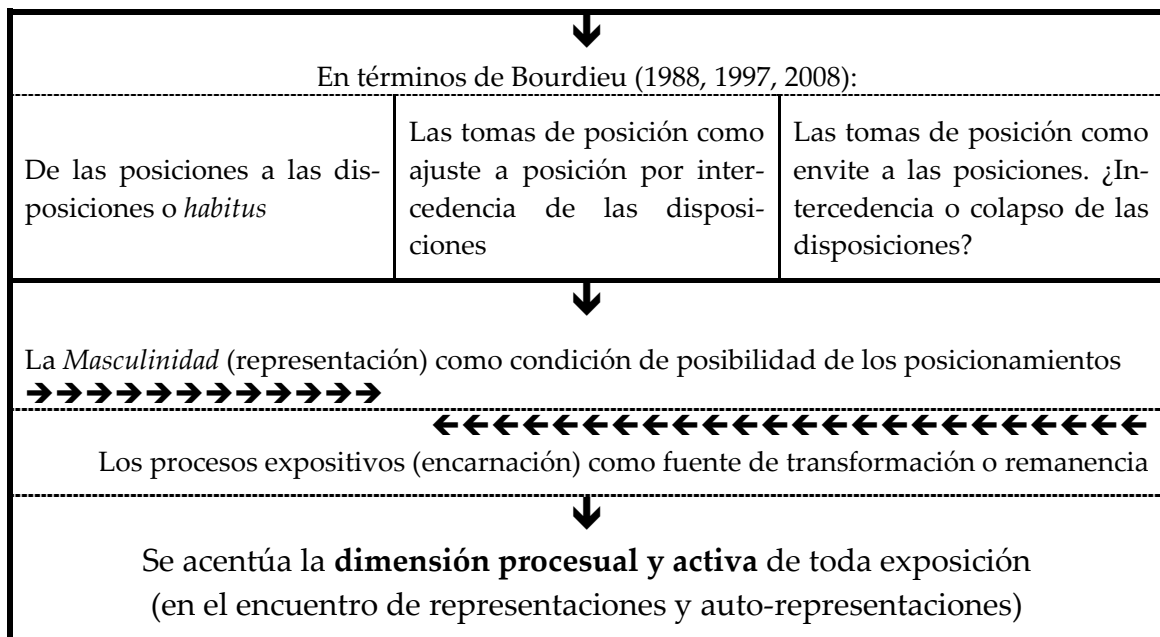 🡻
En términos de Bourdieu (1988, 1997, 2008):
De las posiciones a las dis-
posiciones o habitus
Las tomas de posición como
ajuste a posición por inter-
cedencia de las disposi-
ciones
Las tomas de posición como
envite a las posiciones. ¿In-
tercedencia o colapso de las
disposiciones?
🡻
La Masculinidad (representación) como condición de posibilidad de los posicionamientos
🡺🡺🡺🡺🡺🡺🡺🡺🡺🡺🡺🡺
🡸🡸🡸🡸🡸🡸🡸🡸🡸🡸🡸🡸🡸🡸🡸🡸🡸🡸🡸🡸🡸🡸🡸🡸
Los procesos expositivos (encarnación) como fuente de transformación o remanencia
🡻
Se acentúa la dimensión procesual y activa de toda exposición
(en el encuentro de representaciones y auto-representaciones)